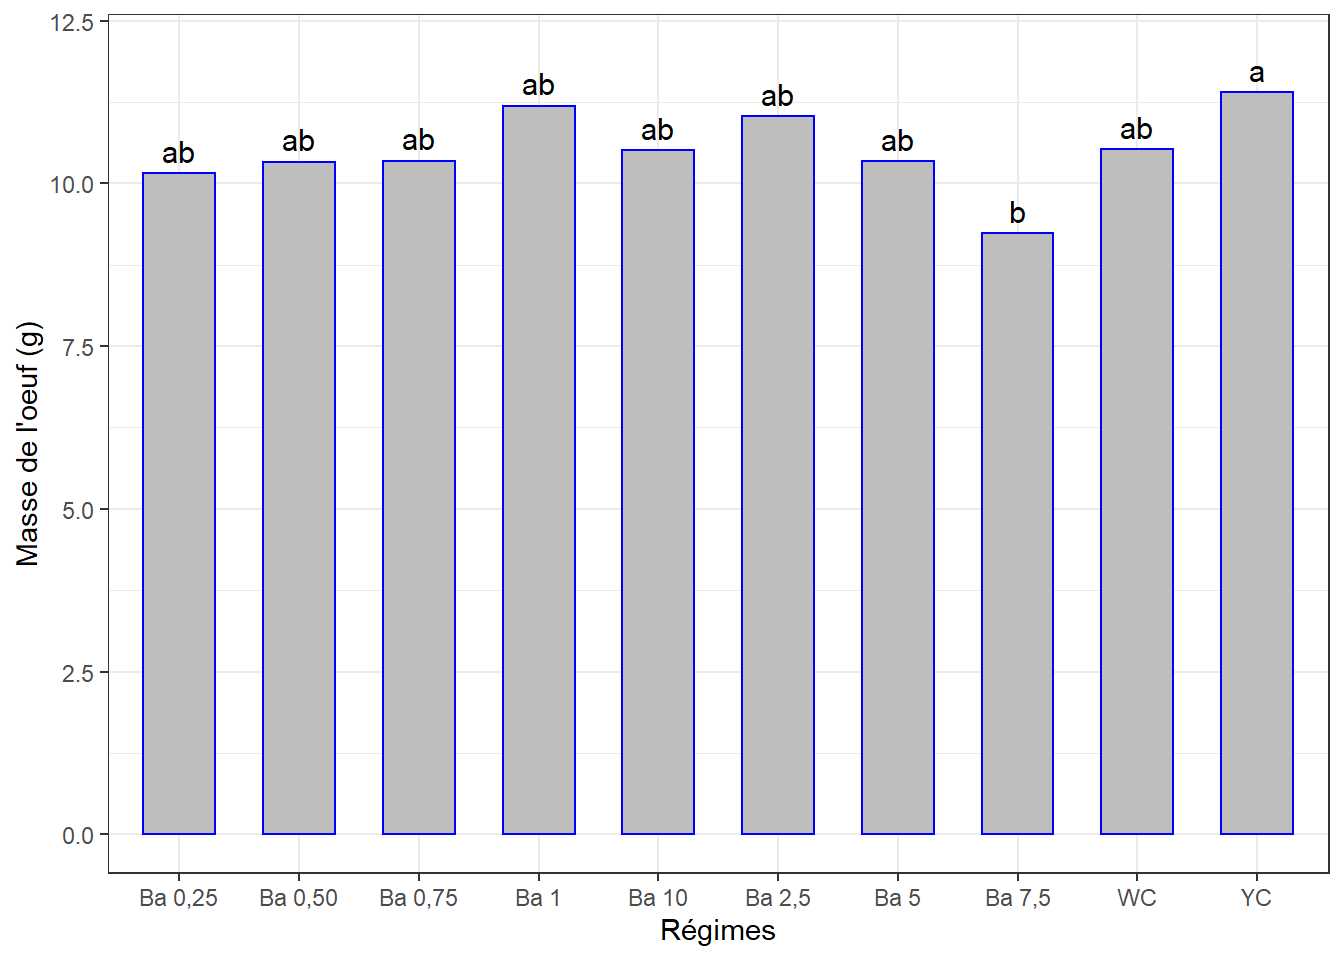 Masse de l'oeuf (g)
12.5
10.0
7.5
5.0
2.5
0.0
ab ab ab ab ab ab ab b ab a
Ba 0,25 Ba 0,50 Ba 0,75 Ba 1 Ba 10 Ba 2,5 Ba 5 Ba 7,5 WC YC
Régimes